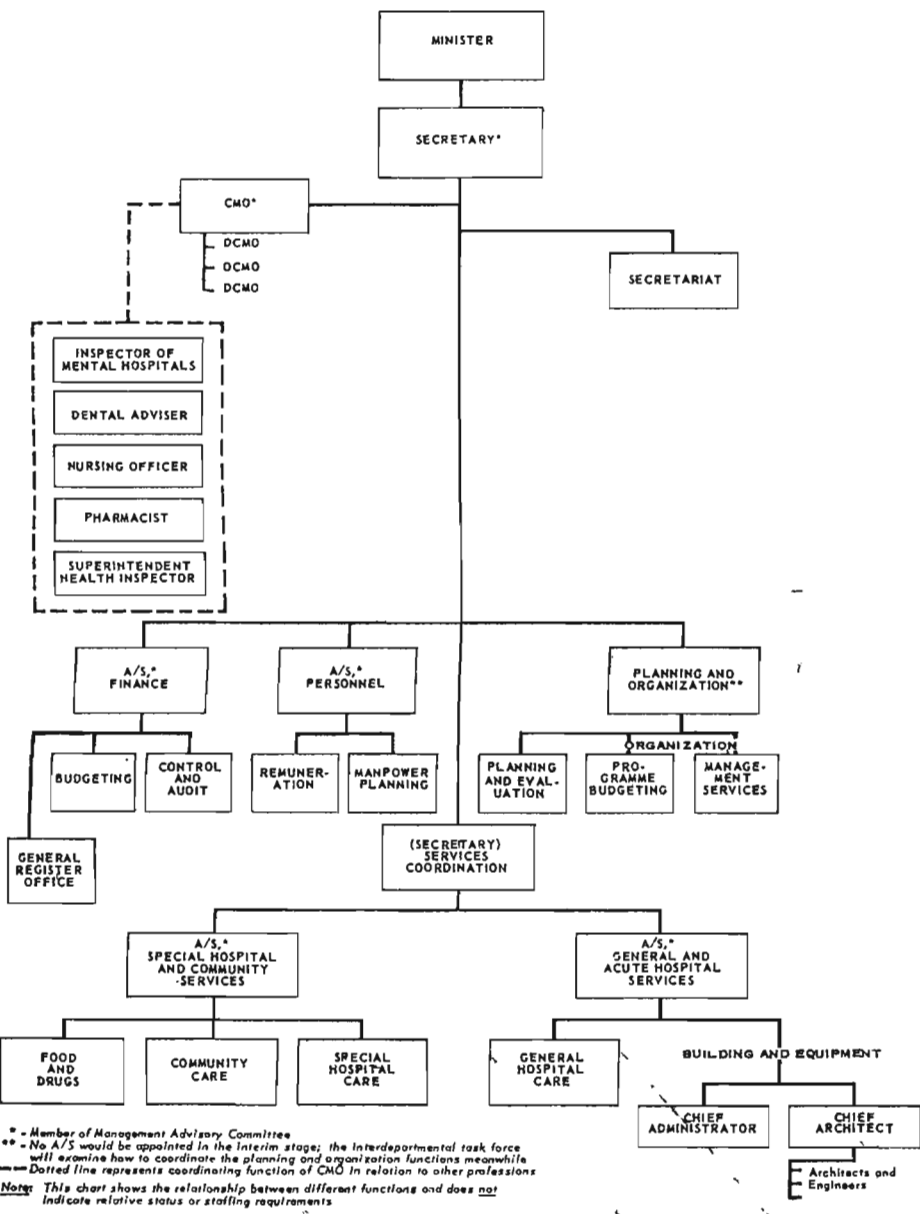 MINISTER
SECRETARY*
CMO*
DCMO
DCMO
DCMO
SECRETARIAT
INSPECTOR OF
MENTAL HOSPITALS
DENTAL ADVISER
NURSING OFFICER
PHARMACIST
SUPERINTENDENT
HEALTH INSPECTOR
A/S,*
FINANCE
A/S,*
PERSONNEL
PLANNING AND
ORGANIZATION**
BUDGETING
CONTROL
AND
AUDIT
GENERAL
REGISTER
OFFICE
REMUNER-
ATION
MANPOWER
PLANNING
ORGANIZATION
PLANNING
AND EVAL-
UATION
PRO-
GRAMME
BUDGETING
MANAGE-
MENT
SERVICES
(SECRETARY)
SERVICES
COORDINATION
A/S,*
SPECIAL HOSPITAL
AND COMMUNITY
SERVICES
A/S,*
GENERAL AND
ACUTE HOSPITAL
SERVICES
FOOD
AND
DRUGS
COMMUNITY
CARE
SPECIAL
HOSPITAL
CARE
GENERAL
HOSPITAL
CARE
BUILDING AND EQUIPMENT
CHIEF
ADMINISTRATOR
CHIEF
ARCHITECT
Architects and
Engineers
* - Member of Management Advisory Committee
** - No A/S would be appointed in the interim stage; the interdepartmental task force
will examine how to coordinate the planning and organization functions meanwhile
Dotted line represents coordinating function of CMO in relation to other professions
Note: This chart shows the relationship between different functions and does not
indicate relative status or staffing requirements